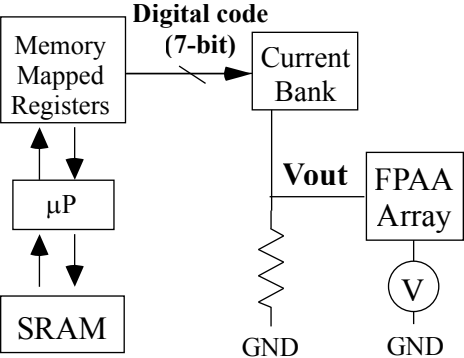 Digital code
(7-bit)
Memory
Mapped
Registers
Current
Bank
Vout
FPAA
Array
µP
V
SRAM
GND
GND